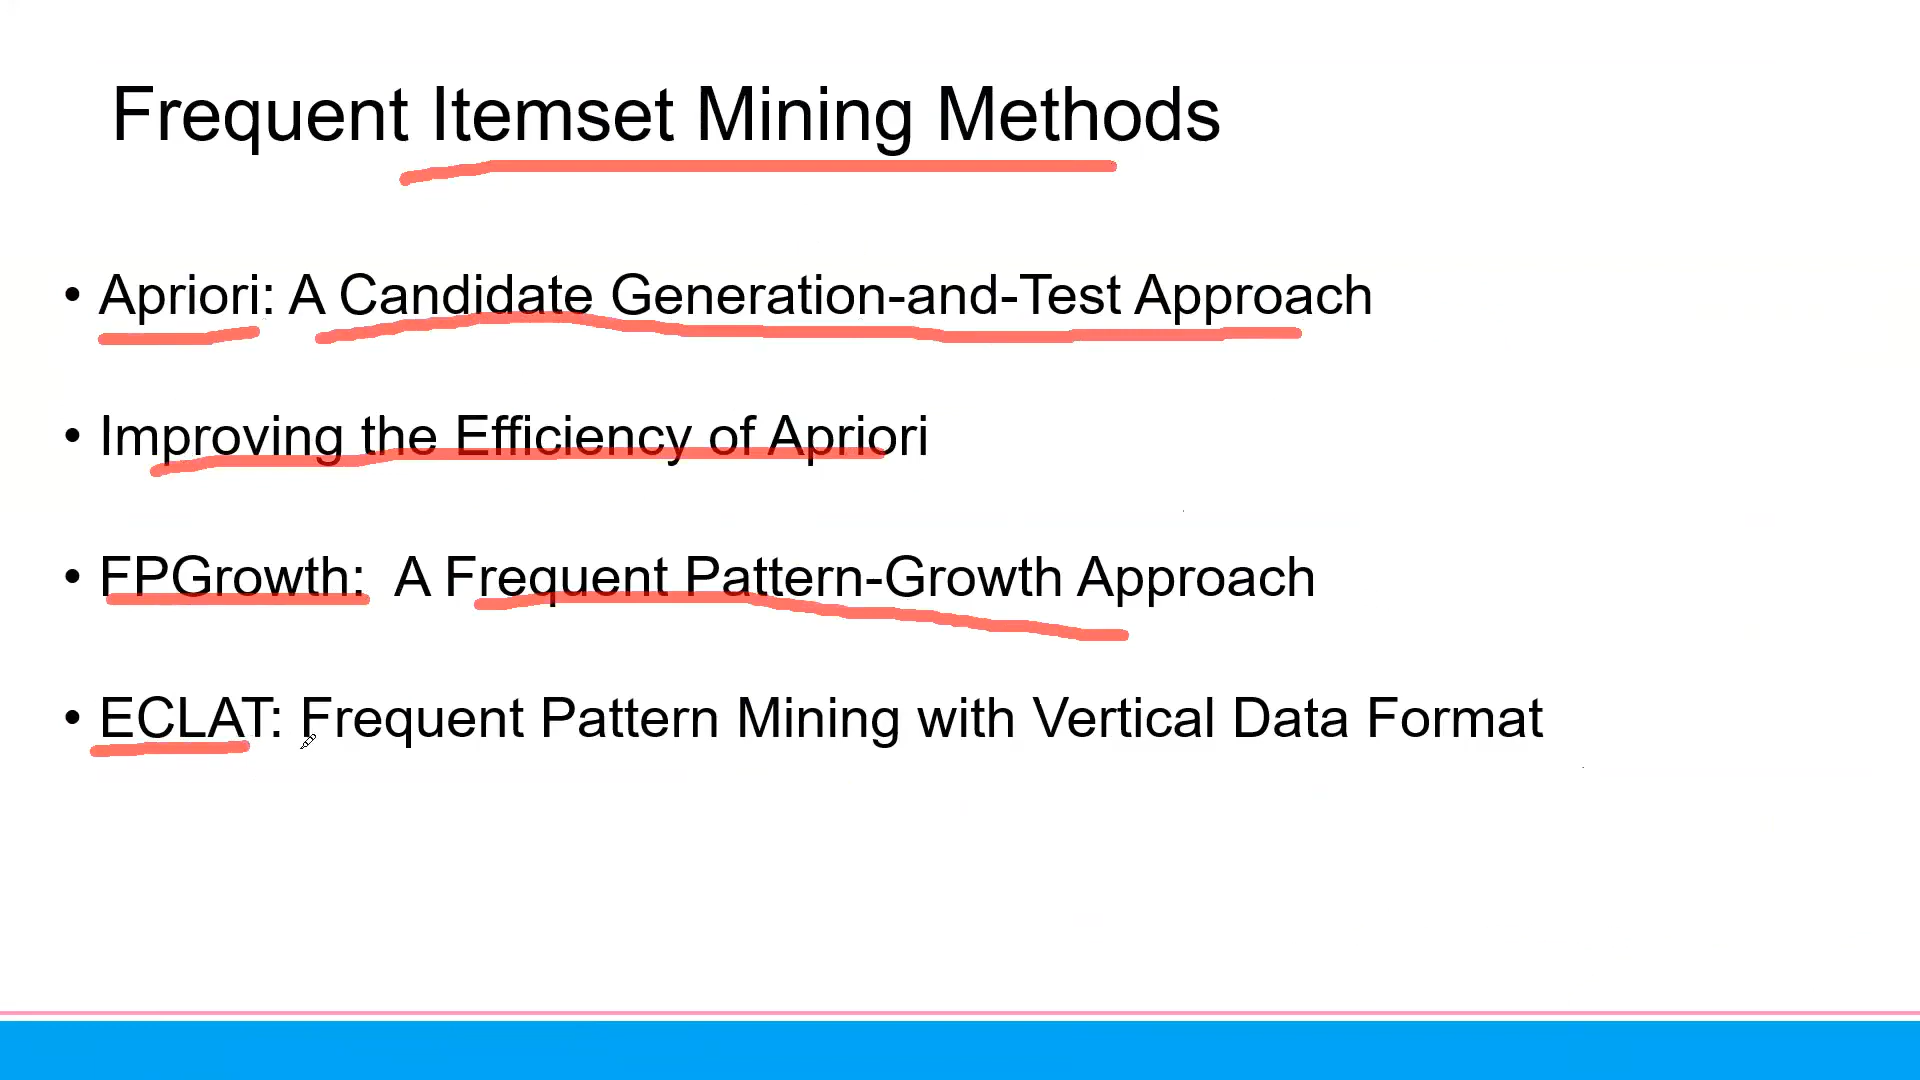 Frequent Itemset Mining Methods
• Apriori: A Candidate Generation-and-Test Approach
• Improving the Efficiency of Apriori
• FPGrowth: A Frequent Pattern-Growth Approach
• ECLAT: Frequent Pattern Mining with Vertical Data Format